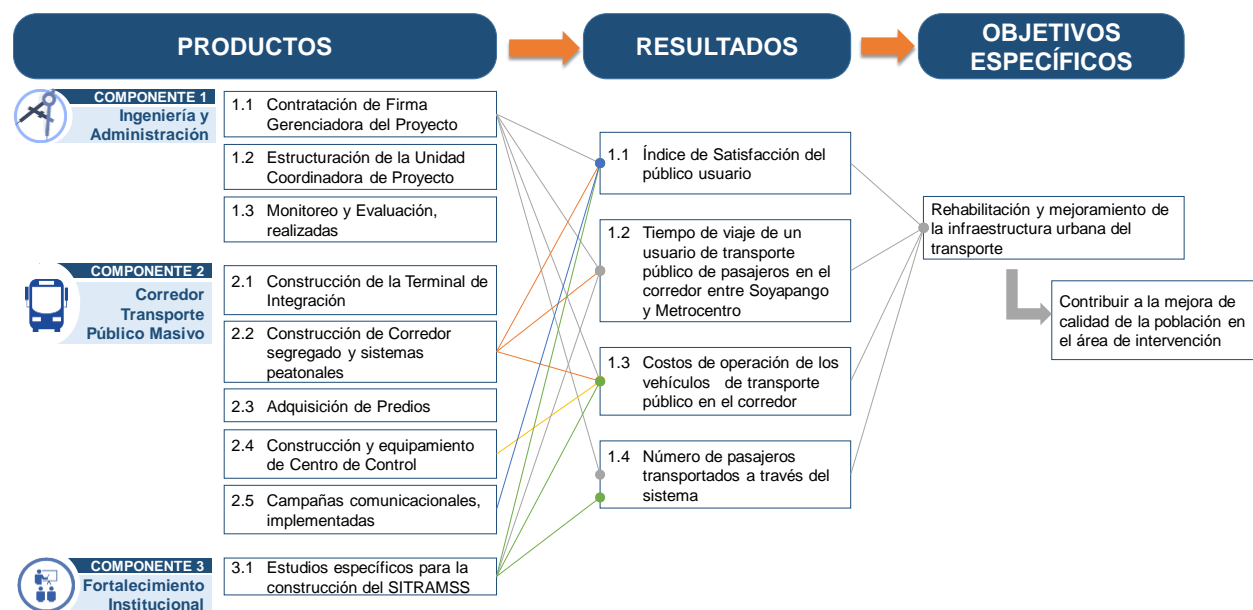 PRODUCTOS
RESULTADOS
OBJETIVOS
ESPECÍFICOS
COMPONENTE 1
Ingeniería y
Administración
1.1 Contratación de Firma
Gerenciadora del Proyecto
1.2 Estructuración de la Unidad
Coordinadora de Proyecto
1.3 Monitoreo y Evaluación,
realizadas
COMPONENTE 2
Corredor
Transporte
Público Masivo
2.1 Construcción de la Terminal de
Integración
2.2 Construcción de Corredor
segregado y sistemas
peatonales
2.3 Adquisición de Predios
2.4 Construcción y equipamiento
de Centro de Control
2.5 Campañas comunicacionales,
implementadas
COMPONENTE 3
Fortalecimiento
Institucional
3.1 Estudios específicos para la
construcción del SITRAMSS
1.1 Índice de Satisfacción del
público usuario
1.2 Tiempo de viaje de un
usuario de transporte
público de pasajeros en el
corredor entre Soyapango
y Metrocentro
1.3 Costos de operación de los
vehículos de transporte
público en el corredor
1.4 Número de pasajeros
transportados a través del
sistema
Rehabilitación y mejoramiento de
la infraestructura urbana del
transporte
Contribuir a la mejora de
calidad de la población en
el área de intervención